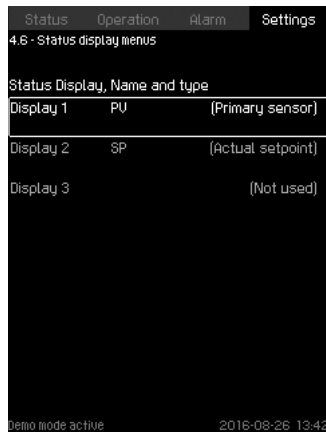 Status Operation Alarm Settings
4.6 - Status display menus
Status Display, Name and type
Display 1 PV (Primary sensor)
Display 2 SP (Actual setpoint)
Display 3 (Not used)
Demo mode active 2016-08-26 13:42